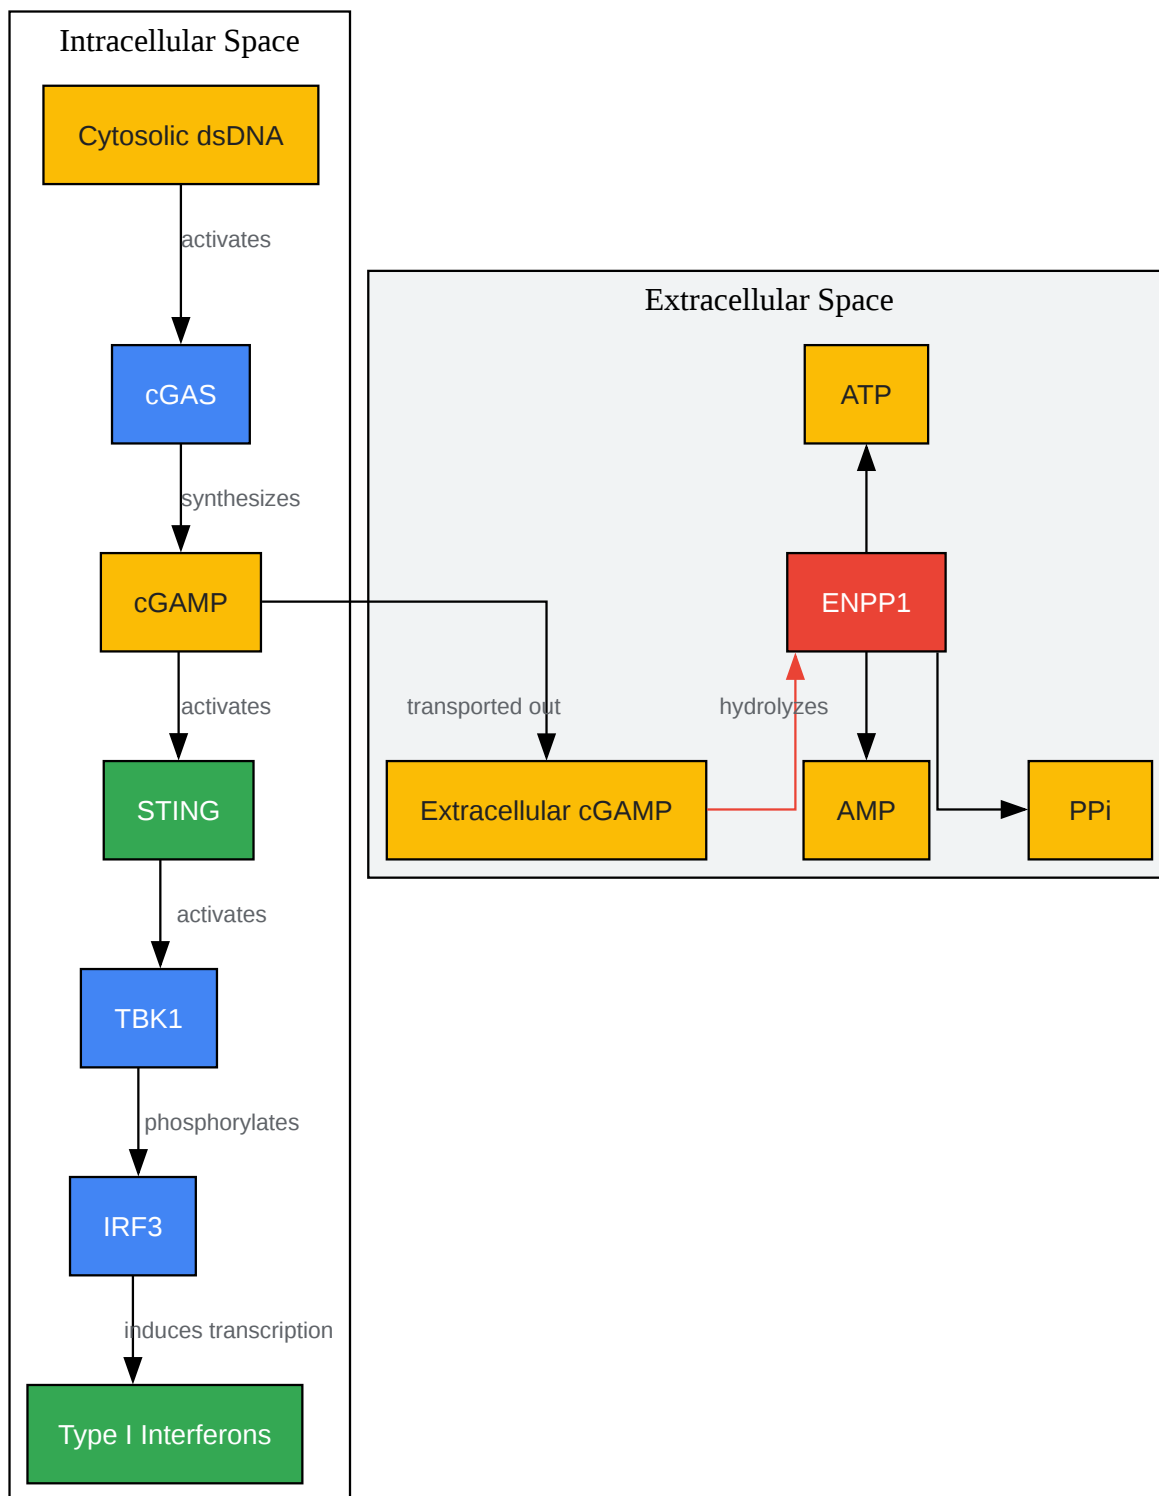 Intracellular Space
Cytosolic dsDNA
activates
cGAS
synthesizes
cGAMP
activates
STING
activates
TBK1
phosphorylates
IRF3
induces transcription
Type I Interferons
Extracellular Space
ATP
ENPP1
transported out
hydrolyzes
Extracellular cGAMP
AMP
PPi